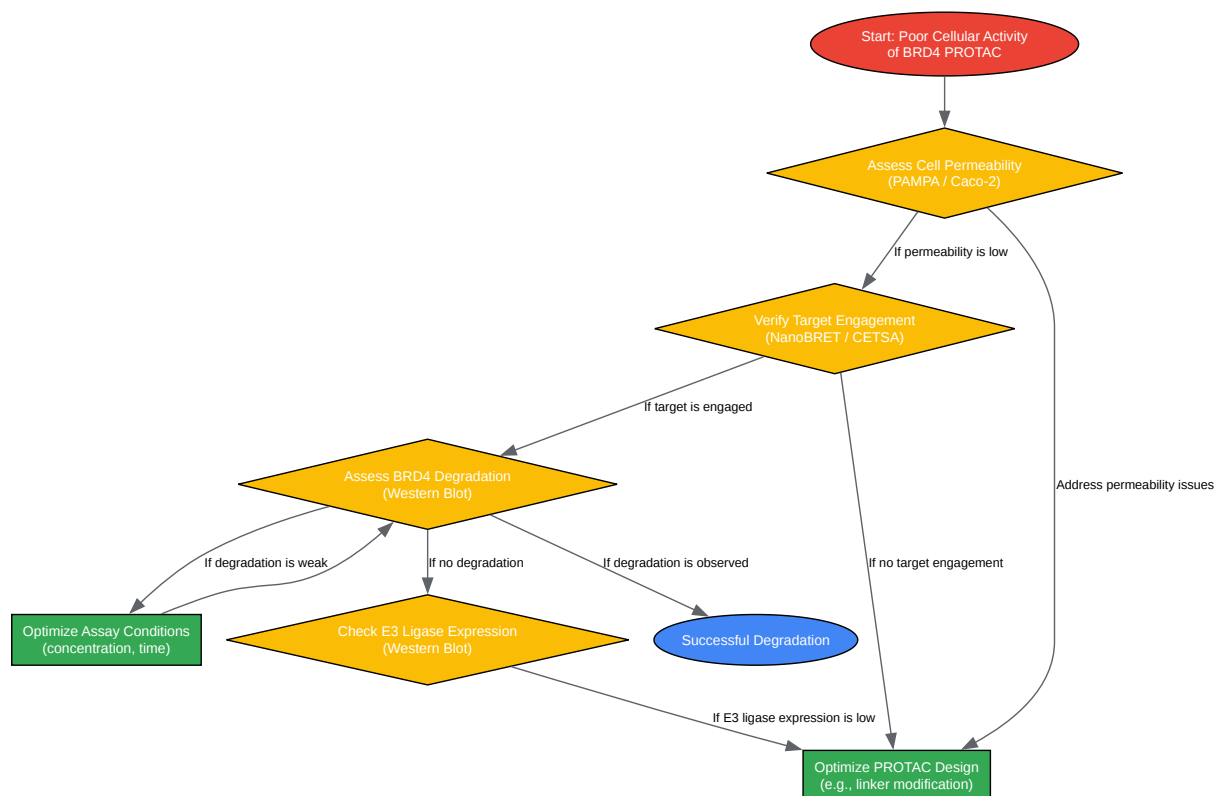 Start: Poor Cellular Activity
of BRD4 PROTAC
Assess Cell Permeability
(PAMPA / Caco-2)
If permeability is low
Verify Target Engagement
(NanoBRET / CETSA)
If target is engaged
Assess BRD4 Degradation
(Western Blot)
Address permeability issues
If degradation is weak
If no degradation
If degradation is observed
If no target engagement
Optimize Assay Conditions
(concentration, time)
Check E3 Ligase Expression
(Western Blot)
Successful Degradation
If E3 ligase expression is low
Optimize PROTAC Design
(e.g., linker modification)